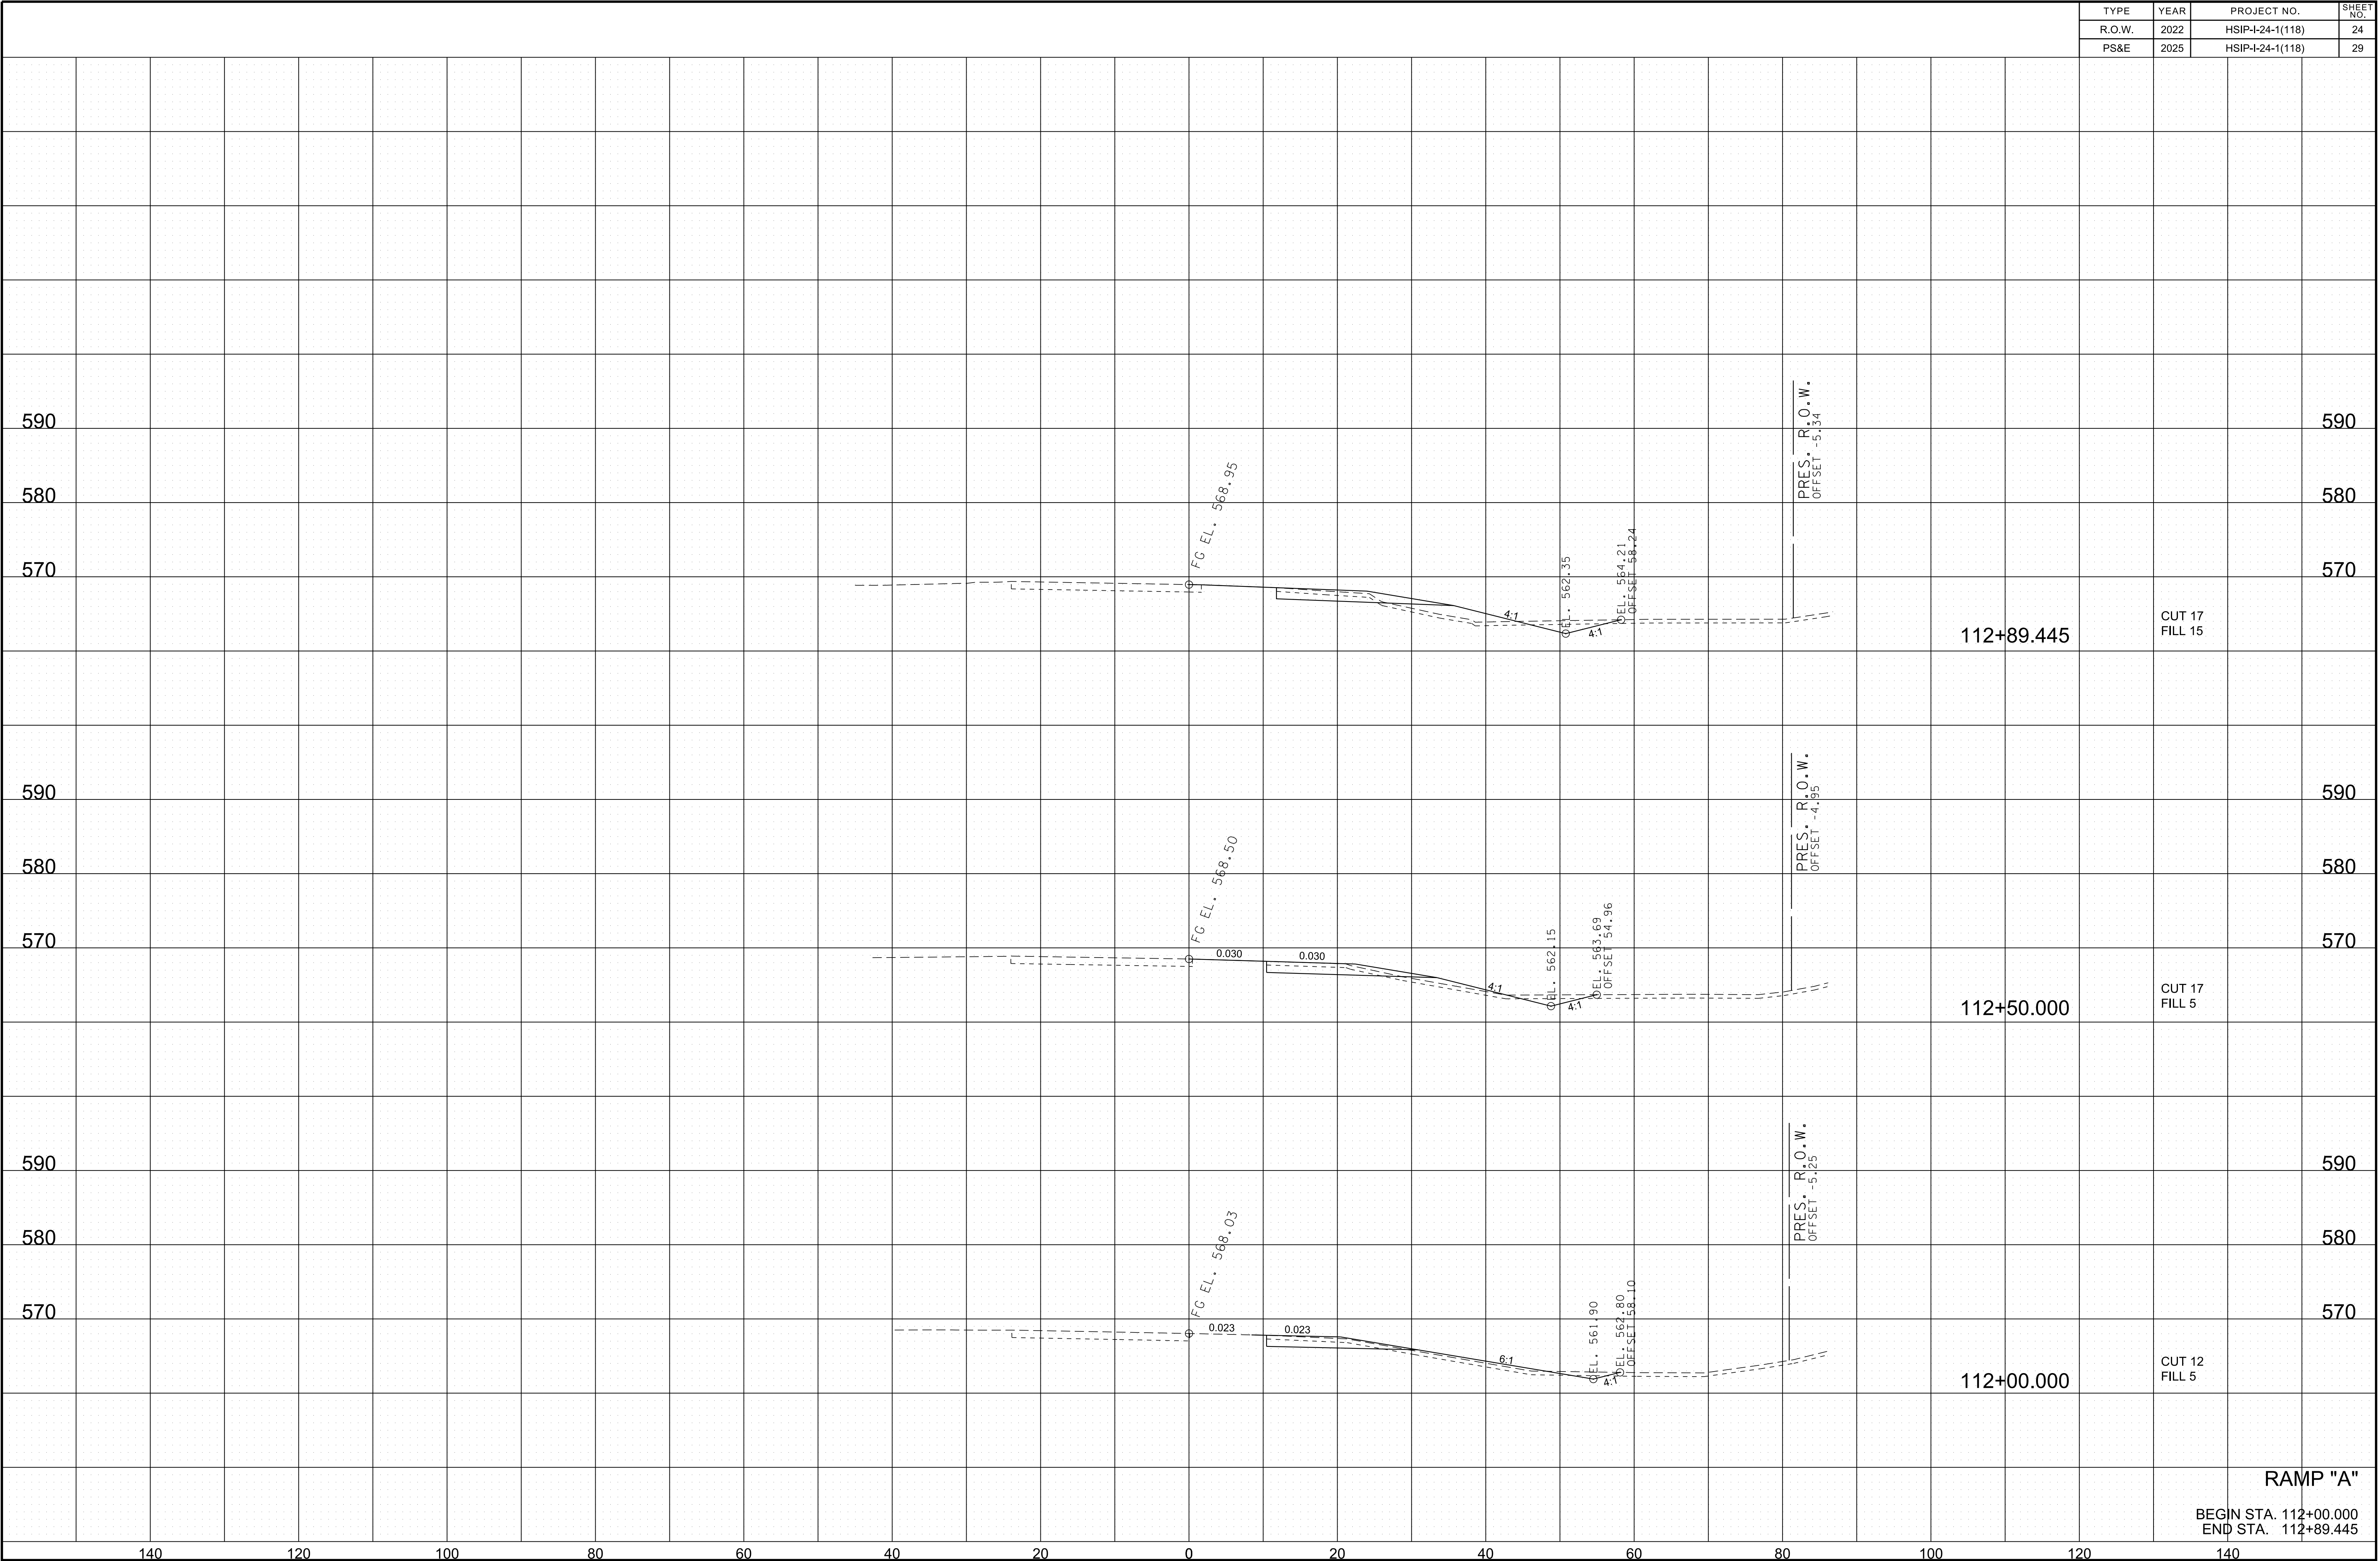 TYPE YEAR PROJECT NO. SHEET NO.
R.O.W. 2022 HSIP-I-24-1(118) 24
PS&E 2025 HSIP-I-24-1(118) 29
590 590
580 580
570 570
FG EL. 568.95
4:1
EL. 562.35
4:1
EL. 564.21
OFFSET 58.24
PRES. R.O.W.
OFFSET -5.34
112+89.445
CUT 17
FILL 15
590 590
580 580
570 570
FG EL. 568.50
0.030
0.030
4:1
EL. 562.15
4:1
EL. 563.69
OFFSET 54.96
PRES. R.O.W.
OFFSET -4.95
112+50.000
CUT 17
FILL 5
590 590
580 580
570 570
FG EL. 568.03
0.023
0.023
6:1
EL. 561.90
4:1
EL. 562.80
OFFSET 58.10
PRES. R.O.W.
OFFSET -5.25
112+00.000
CUT 12
FILL 5
RAMP "A"
BEGIN STA. 112+00.000
END STA. 112+89.445
140 120 100 80 60 40 20 0 20 40 60 80 100 120 140